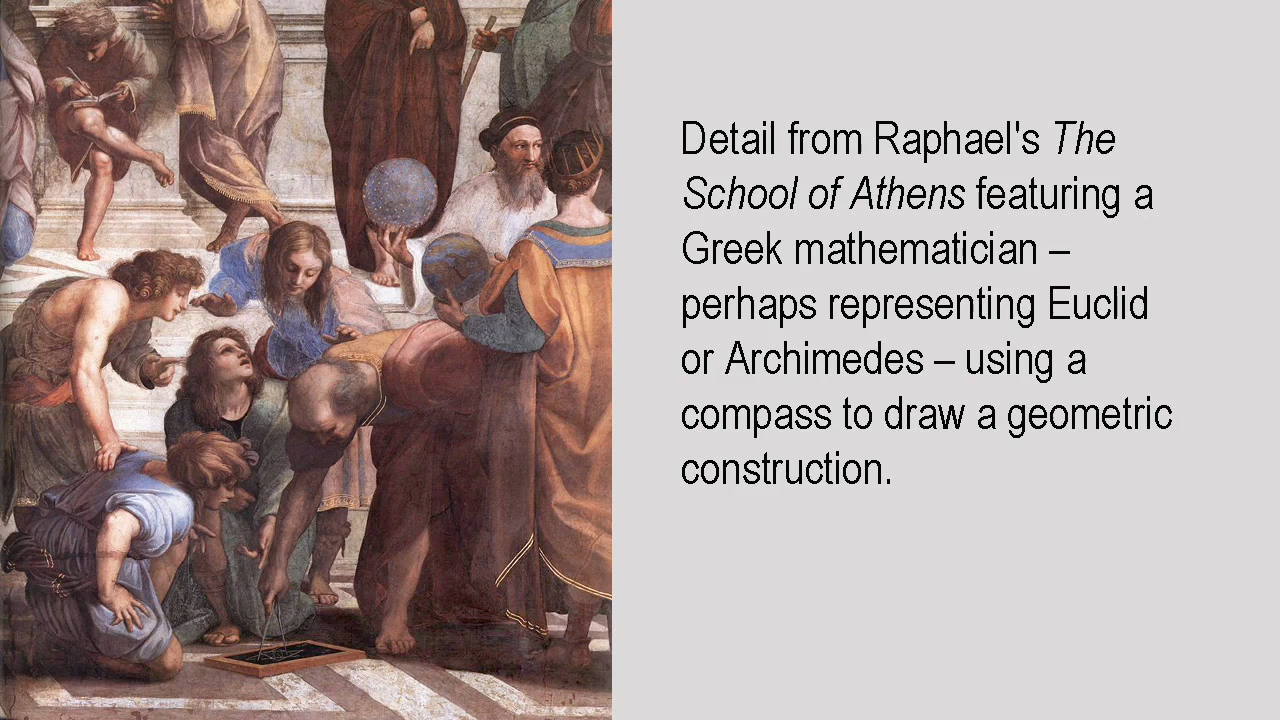 Detail from Raphael's The
School of Athens featuring a
Greek mathematician –
perhaps representing Euclid
or Archimedes – using a
compass to draw a geometric
construction.